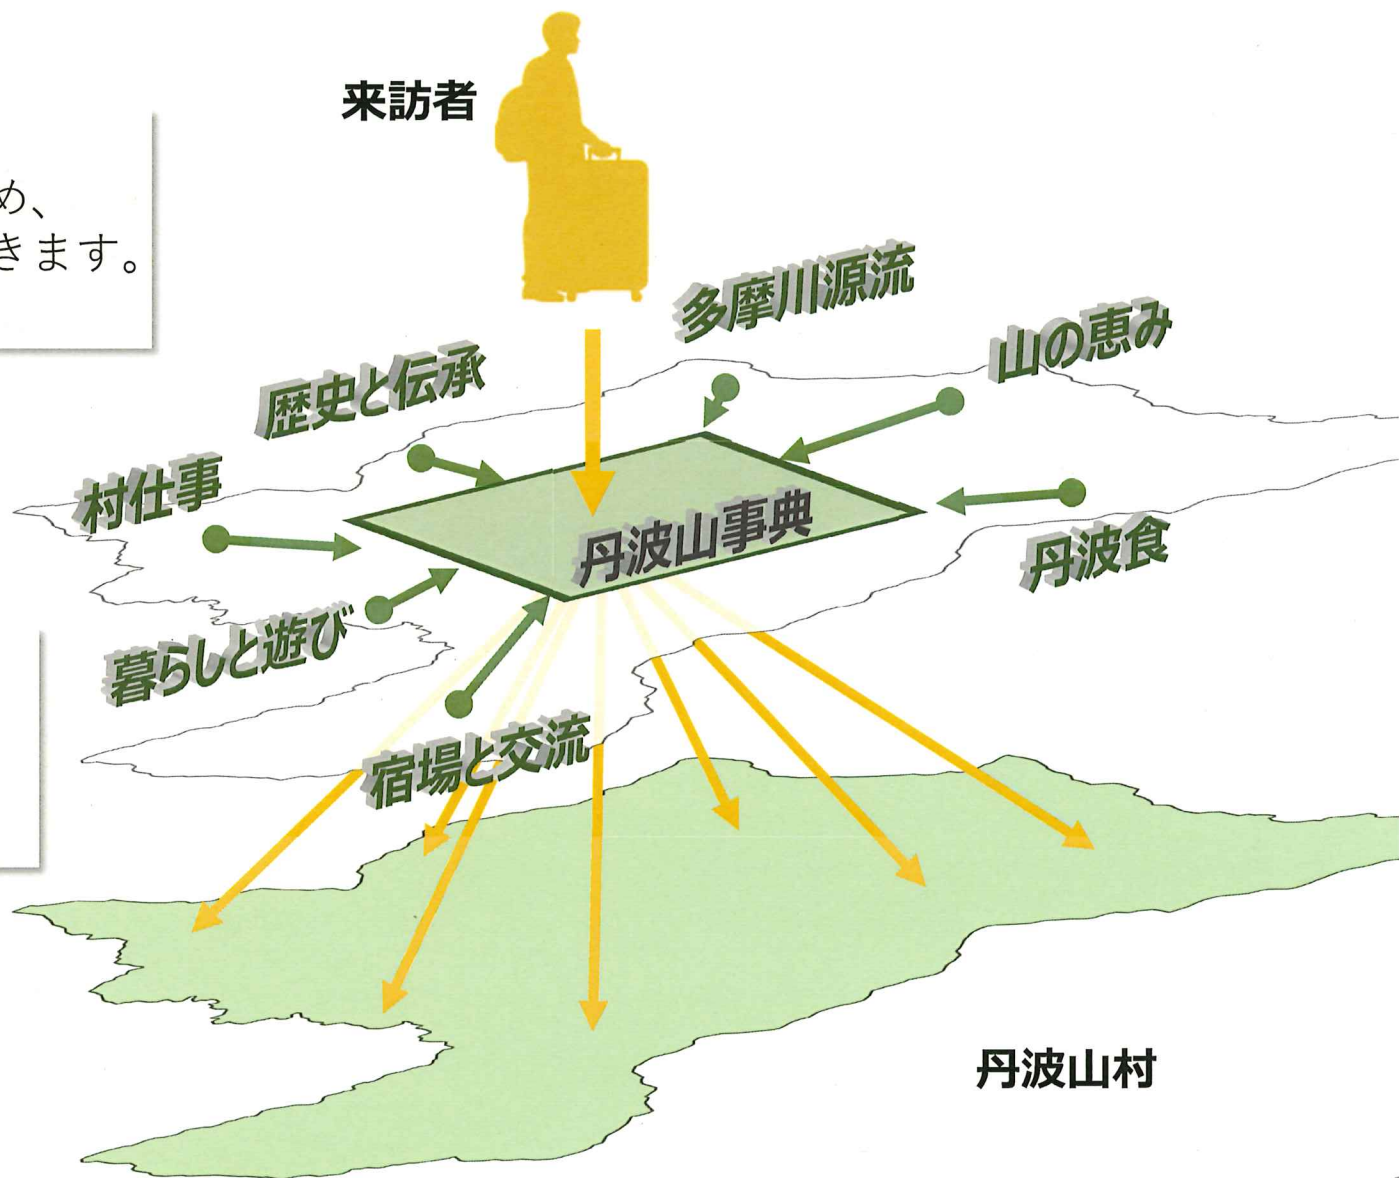 来訪者
め、
きます。
多摩川源流
山の恵み
歴史と伝承
村仕事
丹波山事典
丹波食
暮らしと遊び
宿場と交流
丹波山村